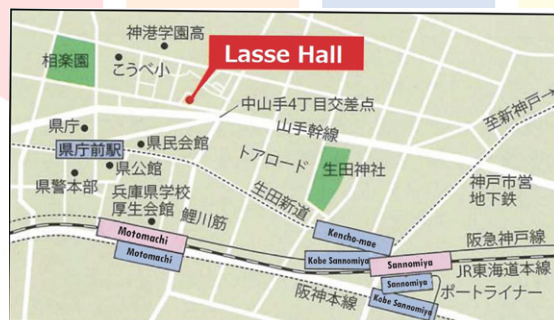 神港学園高
Lasse Hall
相楽園
こうべ小
中山手4丁目交差点
県庁
山手幹線
至新神戸→
県民会館
県庁前駅
トアロード
生田神社
県公館
県警本部
兵庫県学校
厚生会館
鯉川筋
生田新道
神戸市営
地下鉄
Kencho-mae
Motomachi
阪急神戸線
Motomachi
Kobe Sannomiya
Sannomiya
JR東海道本線
Sannomiya
ポートライナー
阪神本線
Kobe Sannomiya